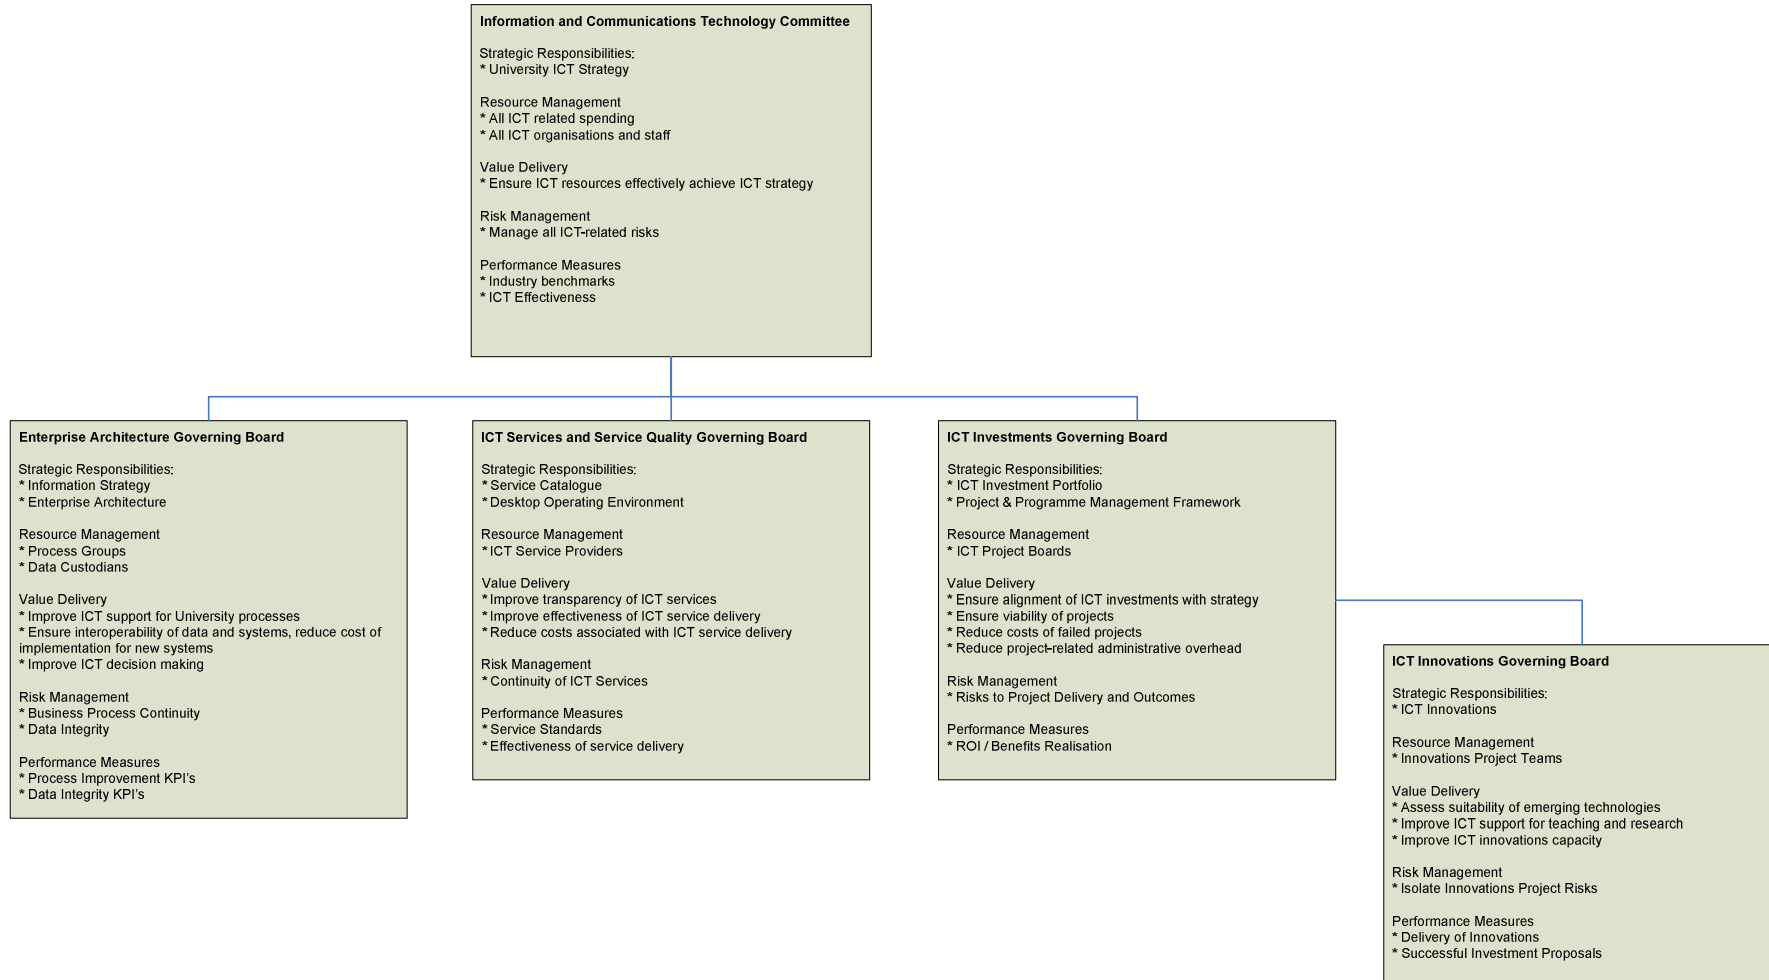 Information and Communications Technology Committee
Strategic Responsibilities:
* University ICT Strategy
Resource Management
* All ICT related spending
* All ICT organisations and staff
Value Delivery
* Ensure ICT resources effectively achieve ICT strategy
Risk Management
* Manage all ICT-related risks
Performance Measures
* Industry benchmarks
* ICT Effectiveness
Enterprise Architecture Governing Board
Strategic Responsibilities:
* Information Strategy
* Enterprise Architecture
Resource Management
* Process Groups
* Data Custodians
Value Delivery
* Improve ICT support for University processes
* Ensure interoperability of data and systems, reduce cost of
implementation for new systems
* Improve ICT decision making
Risk Management
* Business Process Continuity
* Data Integrity
Performance Measures
* Process Improvement KPI's
* Data Integrity KPI's
ICT Services and Service Quality Governing Board
Strategic Responsibilities:
* Service Catalogue
* Desktop Operating Environment
Resource Management
* ICT Service Providers
Value Delivery
* Improve transparency of ICT services
* Improve effectiveness of ICT service delivery
* Reduce costs associated with ICT service delivery
Risk Management
* Continuity of ICT Services
Performance Measures
* Service Standards
* Effectiveness of service delivery
ICT Investments Governing Board
Strategic Responsibilities:
* ICT Investment Portfolio
* Project & Programme Management Framework
Resource Management
* ICT Project Boards
Value Delivery
* Ensure alignment of ICT investments with strategy
* Ensure viability of projects
* Reduce costs of failed projects
* Reduce project-related administrative overhead
Risk Management
* Risks to Project Delivery and Outcomes
Performance Measures
* ROI / Benefits Realisation
ICT Innovations Governing Board
Strategic Responsibilities:
* ICT Innovations
Resource Management
* Innovations Project Teams
Value Delivery
* Assess suitability of emerging technologies
* Improve ICT support for teaching and research
* Improve ICT innovations capacity
Risk Management
* Isolate Innovations Project Risks
Performance Measures
* Delivery of Innovations
* Successful Investment Proposals